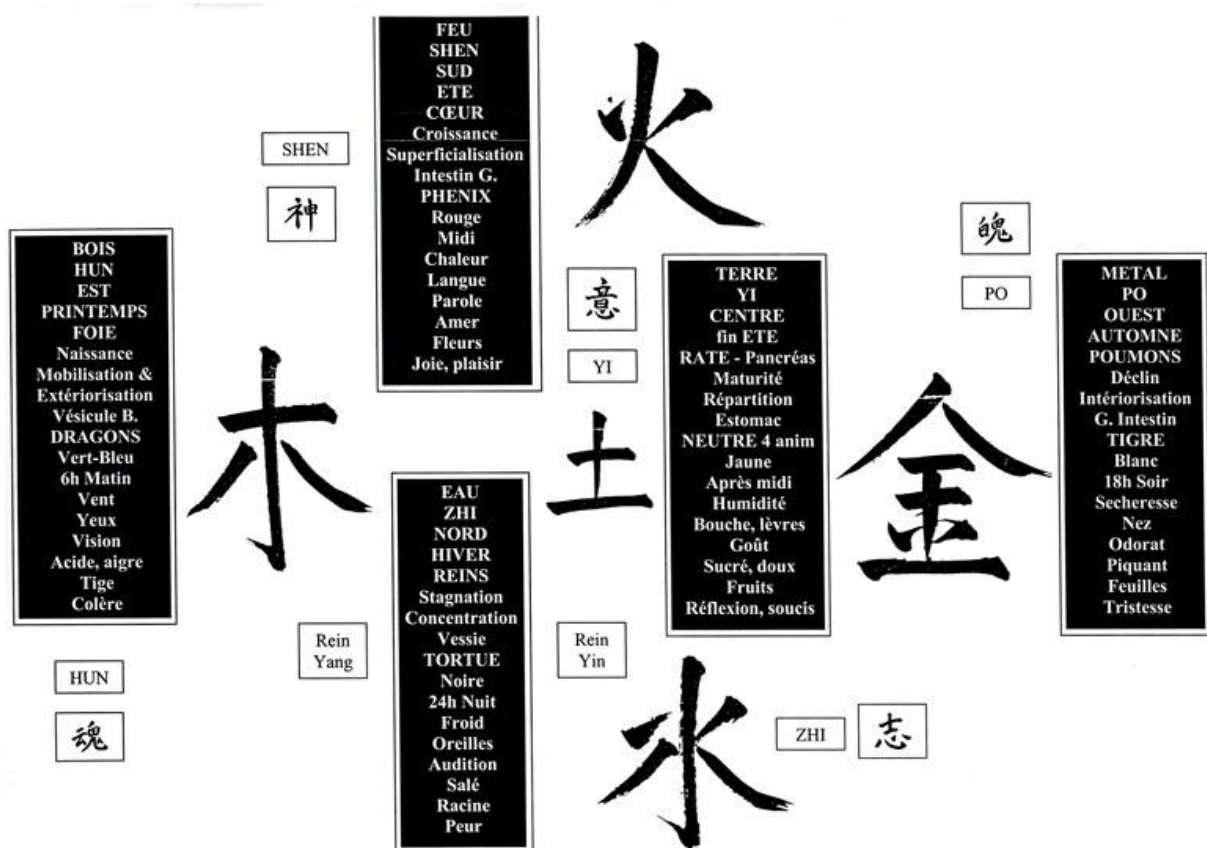 FEU
SHEN
SUD
ETE
CŒUR
Croissance
Superficialisation
Intestin G.
PHENIX
Rouge
Midi
Chaleur
Langue
Parole
Amer
Fleurs
Joie, plaisir
火
SHEN
神
BOIS
HUN
EST
PRINTEMPS
FOIE
Naissance
Mobilisation &
Extériorisation
Vésicule B.
DRAGONS
Vert-Bleu
6h Matin
Vent
Yeux
Vision
Acide, aigre
Tige
Colère
木
HUN
魂
意
YI
土
TERRE
YI
CENTRE
fin ETE
RATE - Pancréas
Maturité
Répartition
Estomac
NEUTRE 4 anim
Jaune
Après midi
Humidité
Bouche, lèvres
Goût
Sucré, doux
Fruits
Réflexion, soucis
魄
PO
金
METAL
PO
OUEST
AUTOMNE
POUMONS
Déclin
Intériorisation
G. Intestin
TIGRE
Blanc
18h Soir
Secheresse
Nez
Odorat
Piquant
Feuilles
Tristesse
Rein
Yang
EAU
ZHI
NORD
HIVER
REINS
Stagnation
Concentration
Vessie
TORTUE
Noire
24h Nuit
Froid
Oreilles
Audition
Salé
Racine
Peur
Rein
Yin
水
ZHI
志